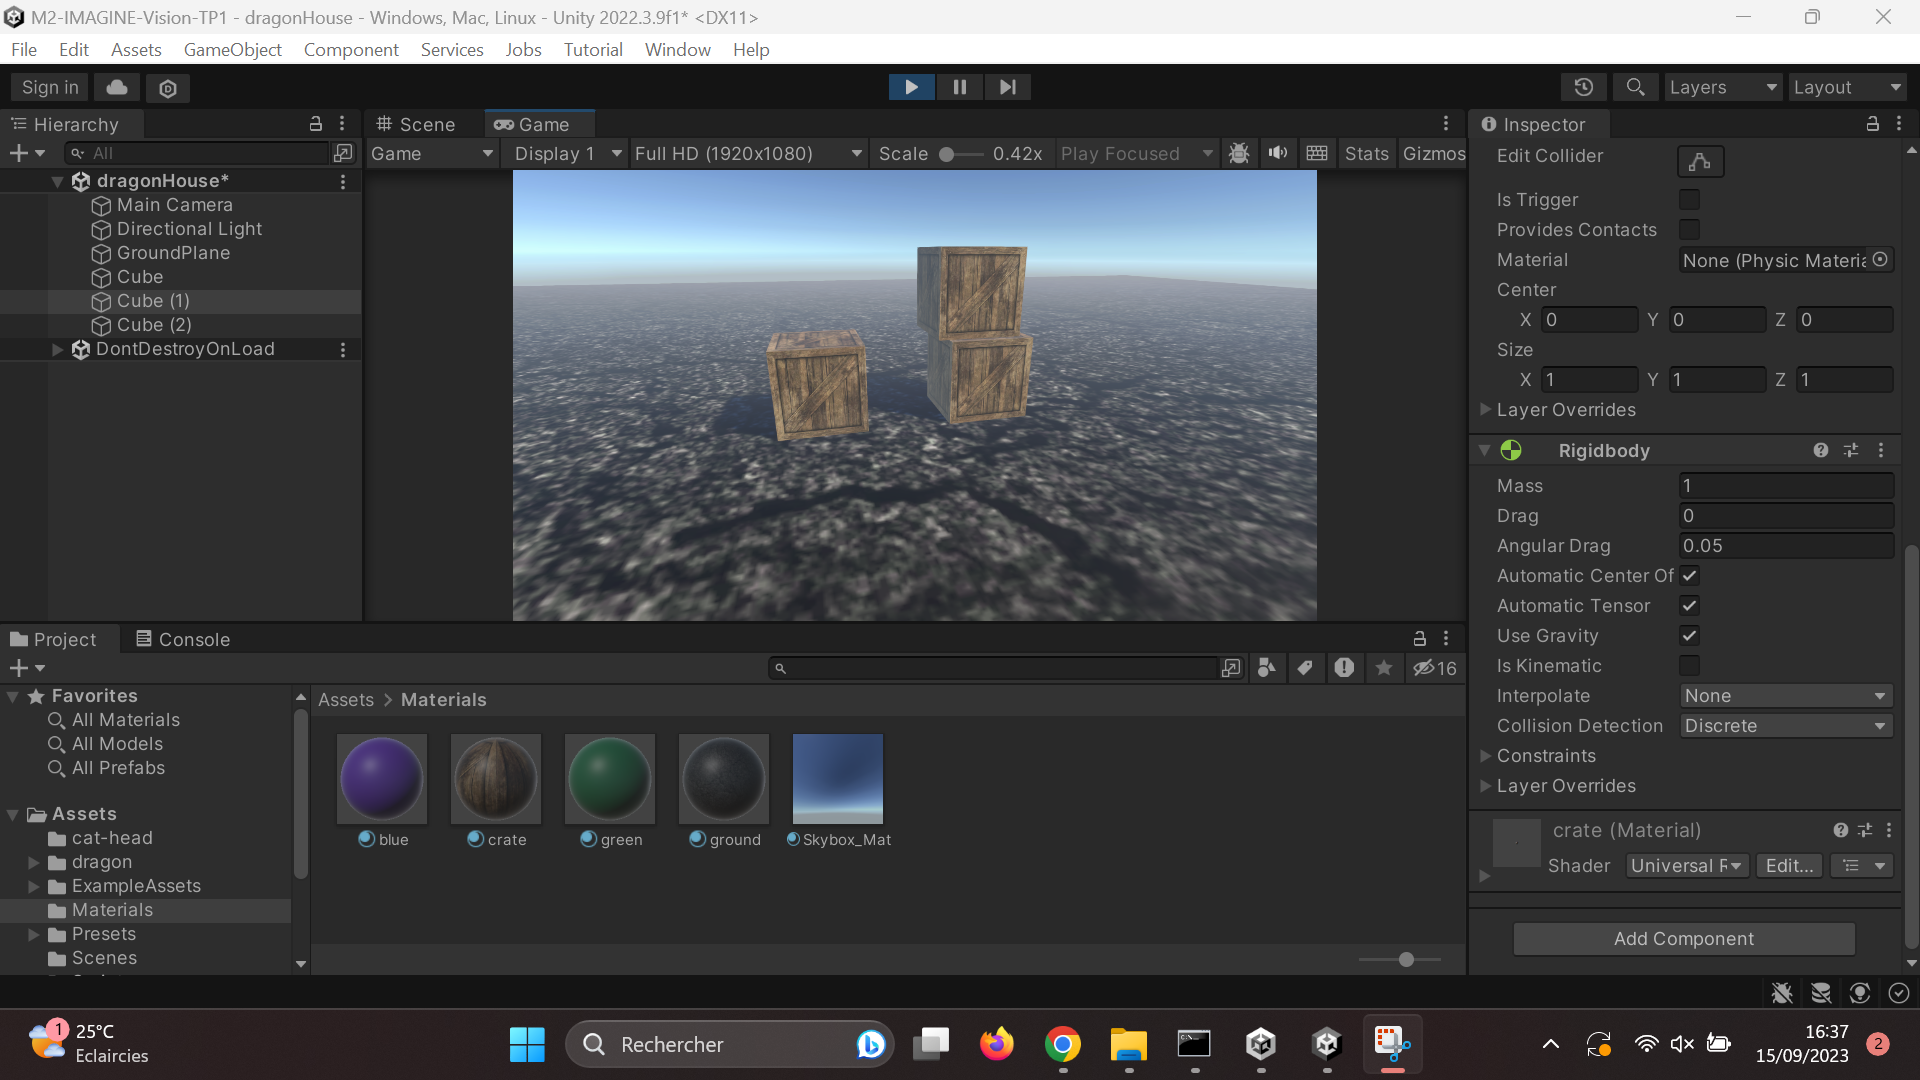 M2-IMAGINE-Vision-TP1 - dragonHouse - Windows, Mac, Linux - Unity 2022.3.9f1* <DX11>
File Edit Assets GameObject Component Services Jobs Tutorial Window Help
Sign in Layers Layout
Hierarchy
All
dragonHouse*
Main Camera
Directional Light
GroundPlane
Cube
Cube (1)
Cube (2)
DontDestroyOnLoad
Scene Game
Game Display 1 Full HD (1920x1080) Scale 0.42x Play Focused Stats Gizmos
Inspector
Edit Collider
Is Trigger
Provides Contacts
Material None (Physic Materia
Center
X 0 Y 0 Z 0
Size
X 1 Y 1 Z 1
Layer Overrides
Rigidbody
Mass 1
Drag 0
Angular Drag 0.05
Automatic Center Of
Automatic Tensor
Use Gravity
Is Kinematic
Interpolate None
Collision Detection Discrete
Constraints
Layer Overrides
crate (Material)
Shader Universal R Edit...
Add Component
Project Console
16
Favorites
All Materials
All Models
All Prefabs
Assets
cat-head
dragon
ExampleAssets
Materials
Presets
Scenes
Assets > Materials
blue crate green ground Skybox_Mat
1 25°C
Eclaircies
Rechercher
16:37
15/09/2023
2